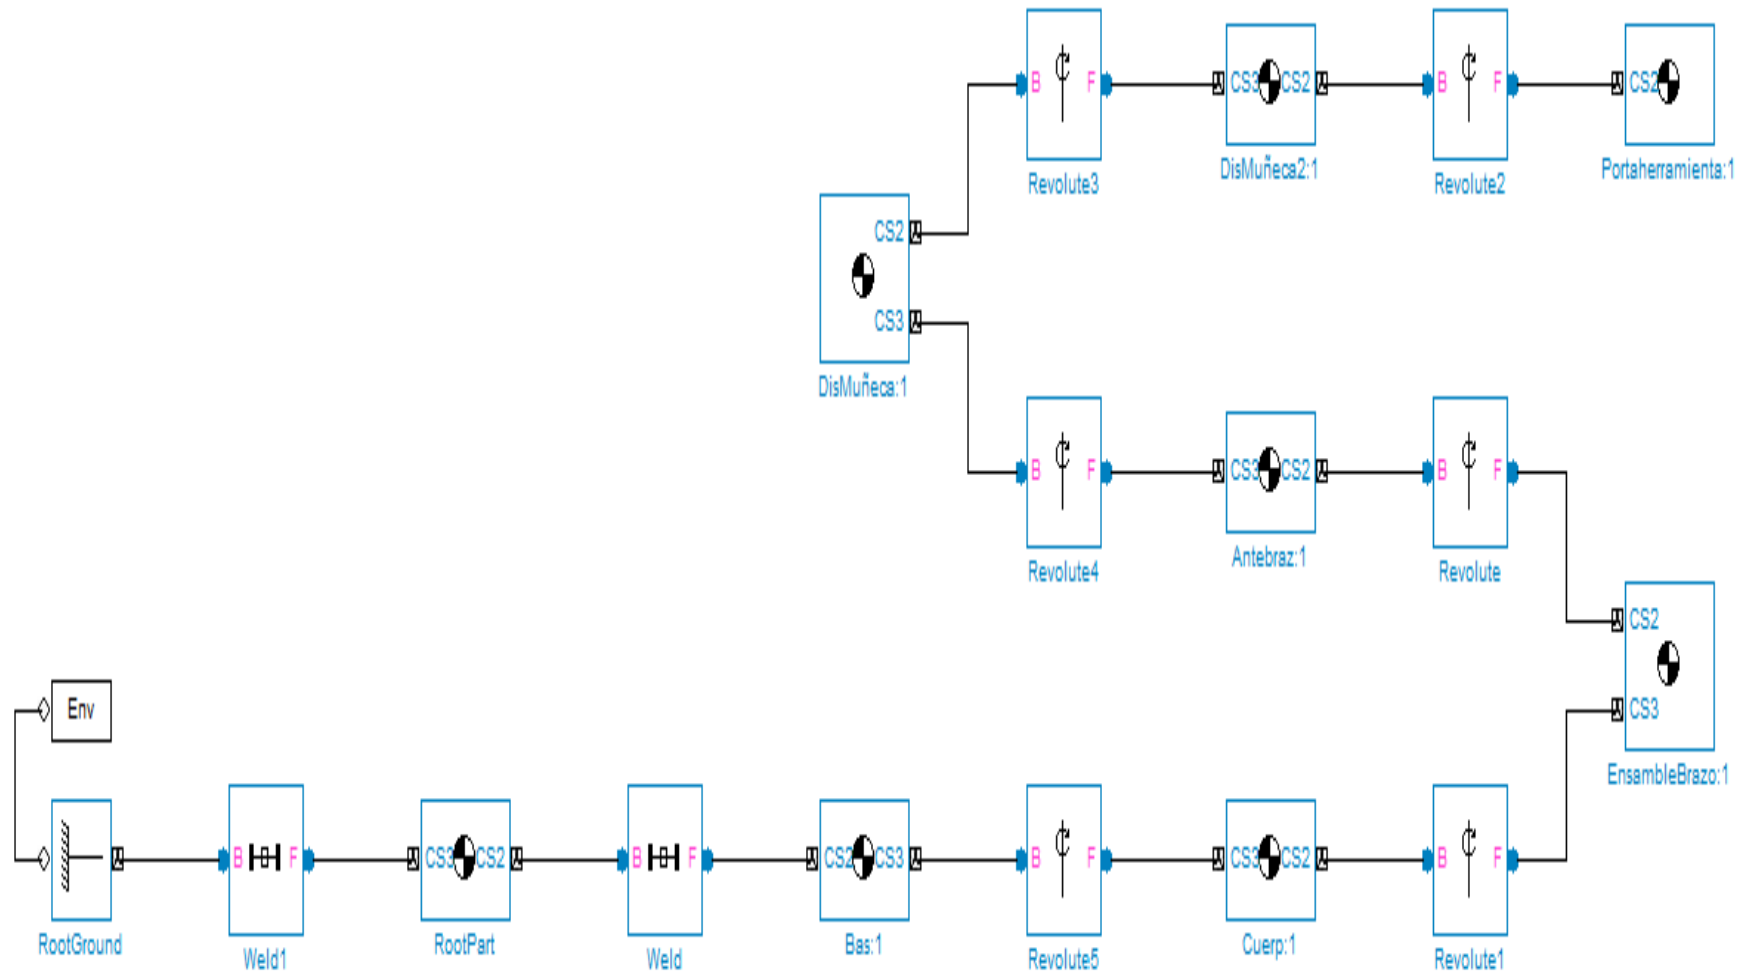 B F CS3 CS2 B F CS2
Revolute3 DisMuñeca2:1 Revolute2 Portaherramienta:1
CS2
CS3
DisMuñeca:1
B F CS3 CS2 B F
Revolute4 Antebraz:1 Revolute
CS2
CS3
EnsambleBrazo:1
Env
B F CS3 CS2 B F CS2 CS3 B F CS3 CS2 B F
RootGround Weld1 RootPart Weld Bas:1 Revolute5 Cuerp:1 Revolute1